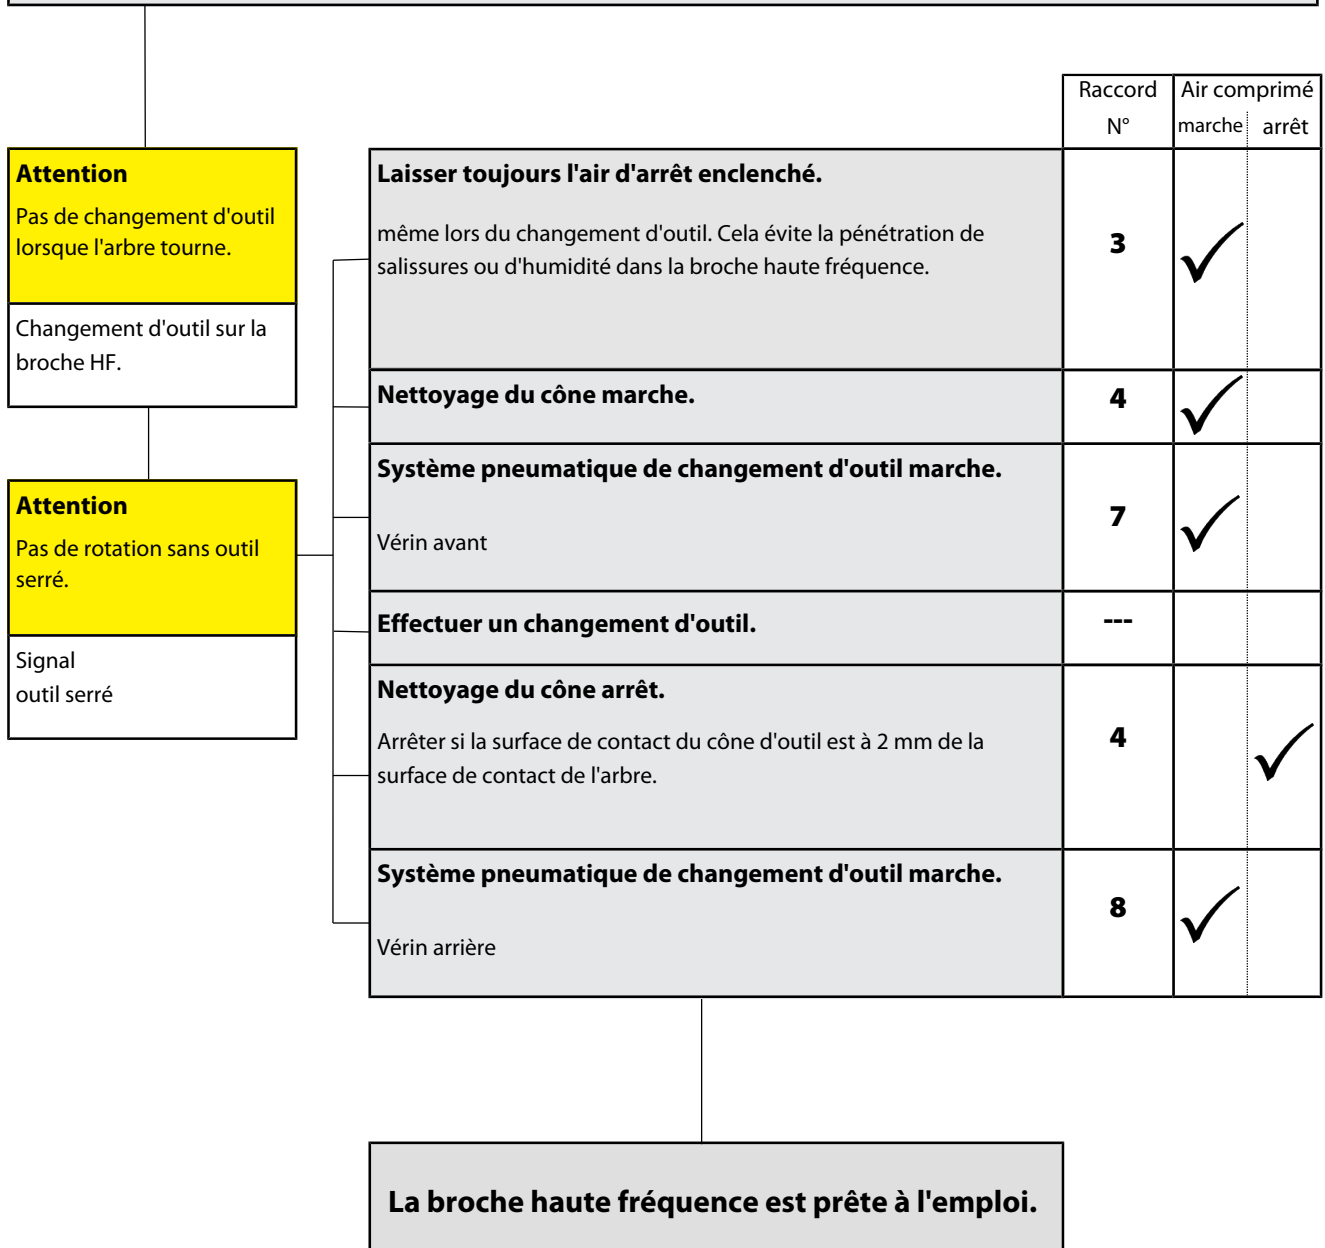 Raccord Air comprimé
N° marche arrêt
Attention
Pas de changement d'outil
lorsque l'arbre tourne.
Changement d'outil sur la
broche HF.
Attention
Pas de rotation sans outil
serré.
Signal
outil serré
Laisser toujours l'air d'arrêt enclenché.
même lors du changement d'outil. Cela évite la pénétration de
salissures ou d'humidité dans la broche haute fréquence.
3
Nettoyage du cône marche.
4
Système pneumatique de changement d'outil marche.
Vérin avant
7
Effectuer un changement d'outil.
---
Nettoyage du cône arrêt.
Arrêter si la surface de contact du cône d'outil est à 2 mm de la
surface de contact de l'arbre.
4
Système pneumatique de changement d'outil marche.
Vérin arrière
8
La broche haute fréquence est prête à l'emploi.